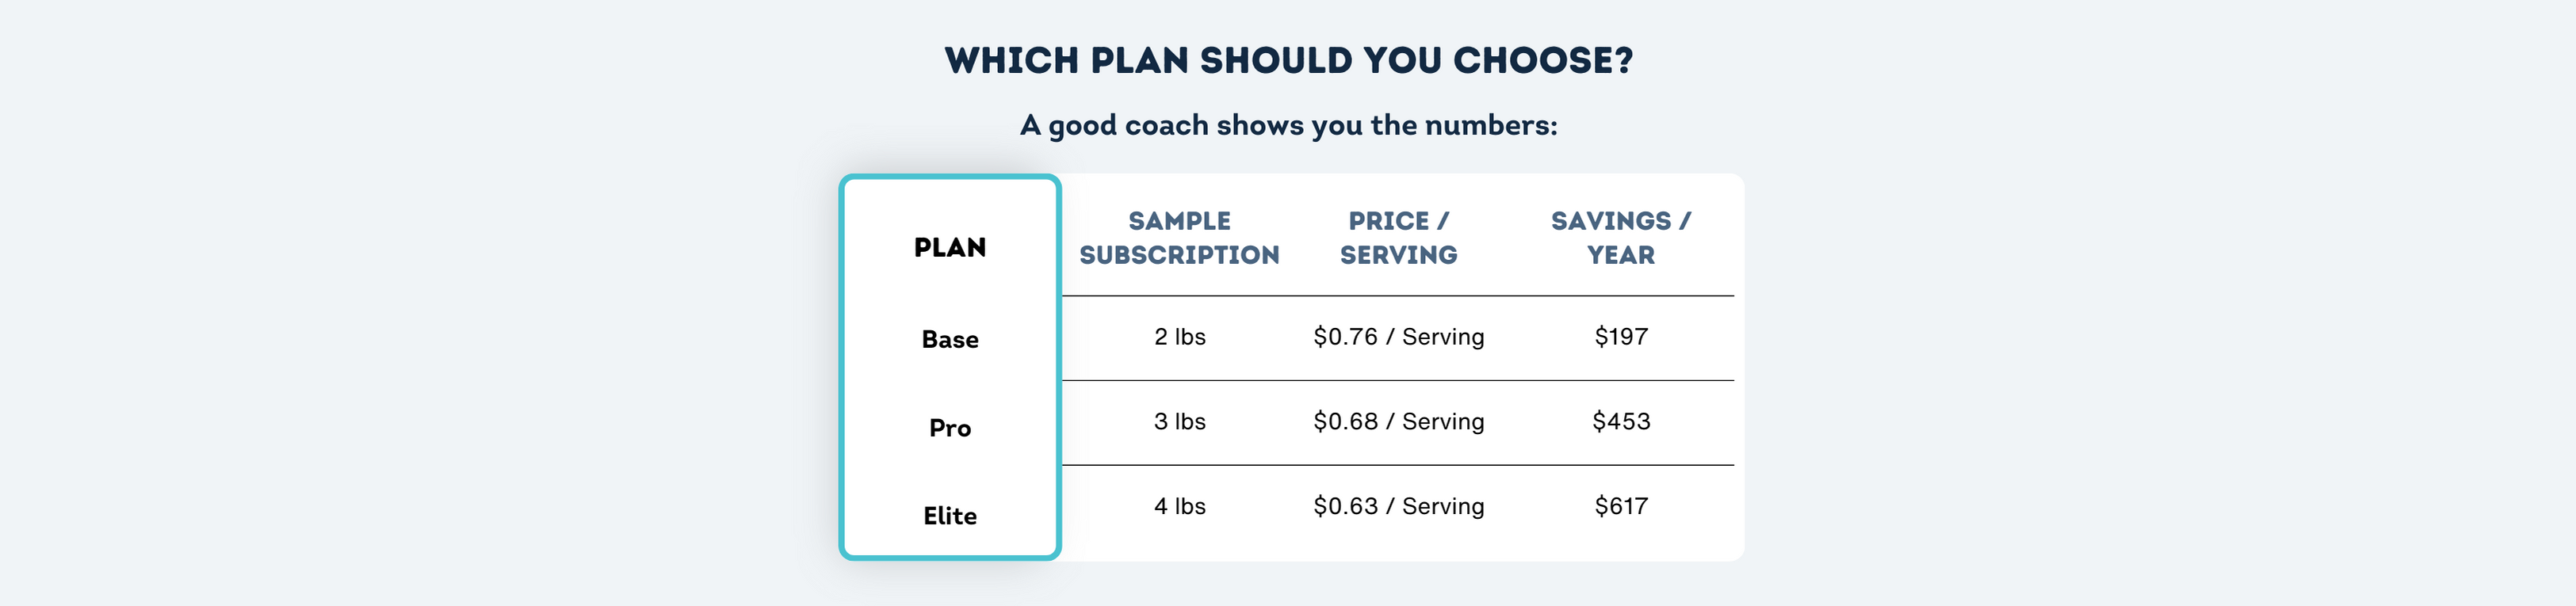 WHICH PLAN SHOULD YOU CHOOSE?
A good coach shows you the numbers:
PLAN
SAMPLE SUBSCRIPTION
PRICE / SERVING
SAVINGS / YEAR
Base
2 lbs
$0.76 / Serving
$197
Pro
3 lbs
$0.68 / Serving
$453
Elite
4 lbs
$0.63 / Serving
$617